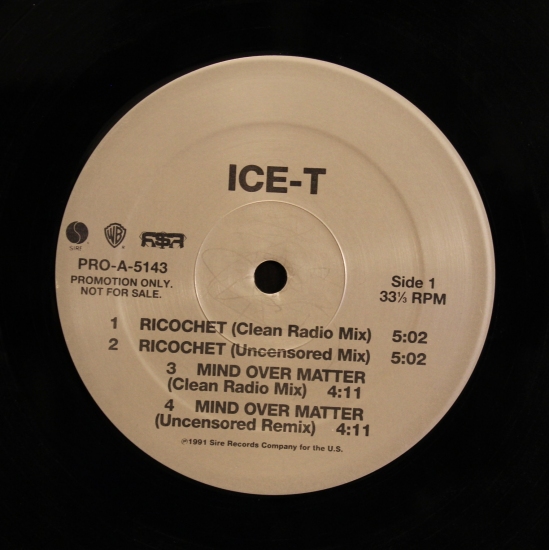 ICE-T
SIRE
WB
PRO-A-5143
PROMOTION ONLY.
NOT FOR SALE.
Side 1
33⅓ RPM
1 RICOCHET (Clean Radio Mix) 5:02
2 RICOCHET (Uncensored Mix) 5:02
3 MIND OVER MATTER
(Clean Radio Mix) 4:11
4 MIND OVER MATTER
(Uncensored Remix) 4:11
℗1991 Sire Records Company for the U.S.